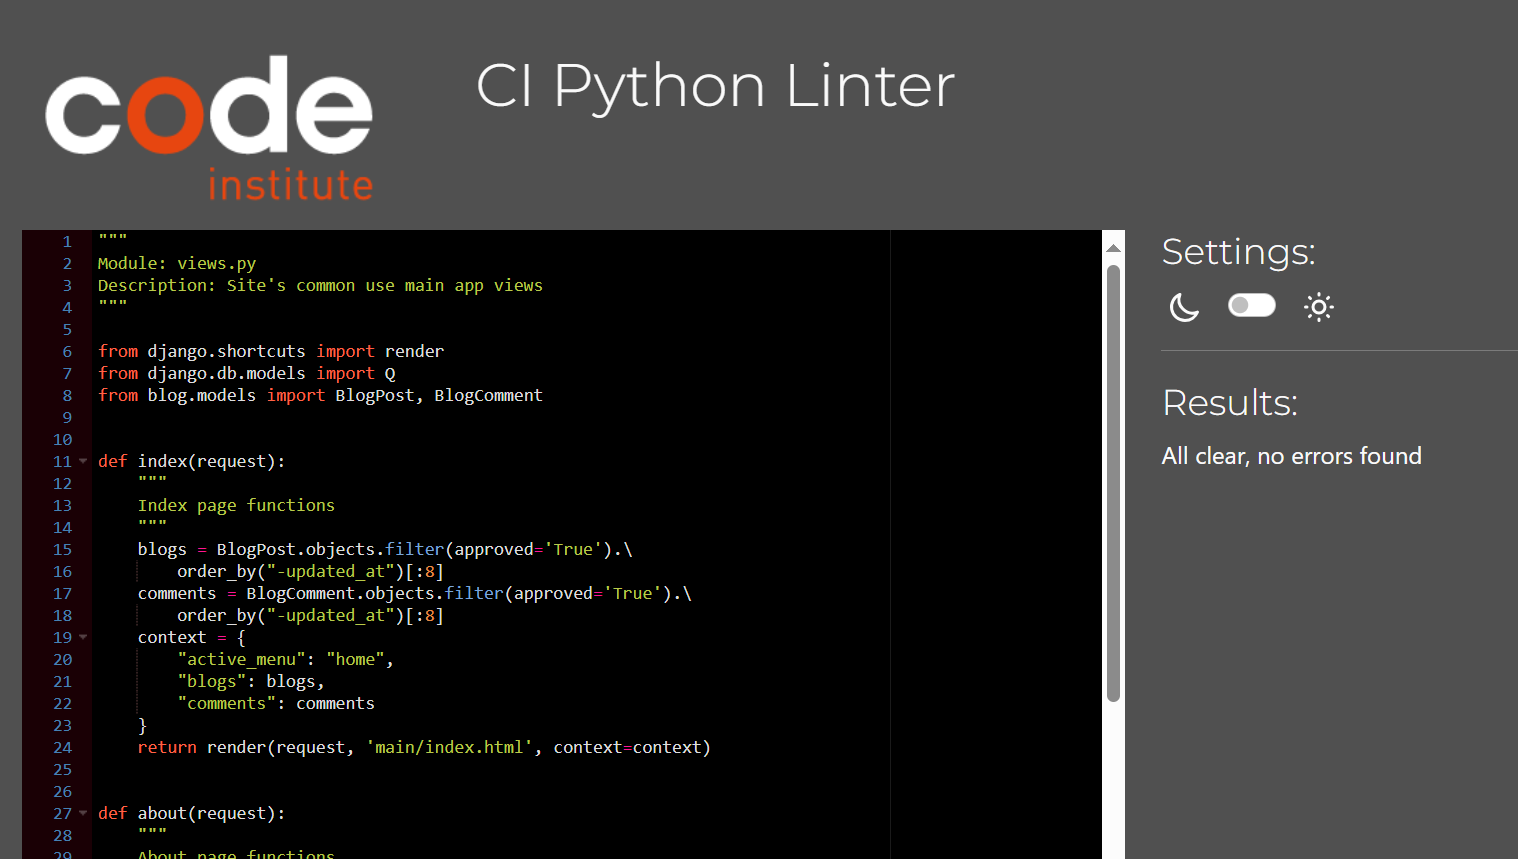 code
institute
CI Python Linter
1 """
2 Module: views.py
3 Description: Site's common use main app views
4 """
5
6 from django.shortcuts import render
7 from django.db.models import Q
8 from blog.models import BlogPost, BlogComment
9
10
11 def index(request):
12     """
13     Index page functions
14     """
15     blogs = BlogPost.objects.filter(approved='True').\
16         order_by("-updated_at")[:8]
17     comments = BlogComment.objects.filter(approved='True').\
18         order_by("-updated_at")[:8]
19     context = {
20         "active_menu": "home",
21         "blogs": blogs,
22         "comments": comments
23     }
24     return render(request, 'main/index.html', context=context)
25
26
27 def about(request):
28     """
29     About page functions
Settings:
Results:
All clear, no errors found